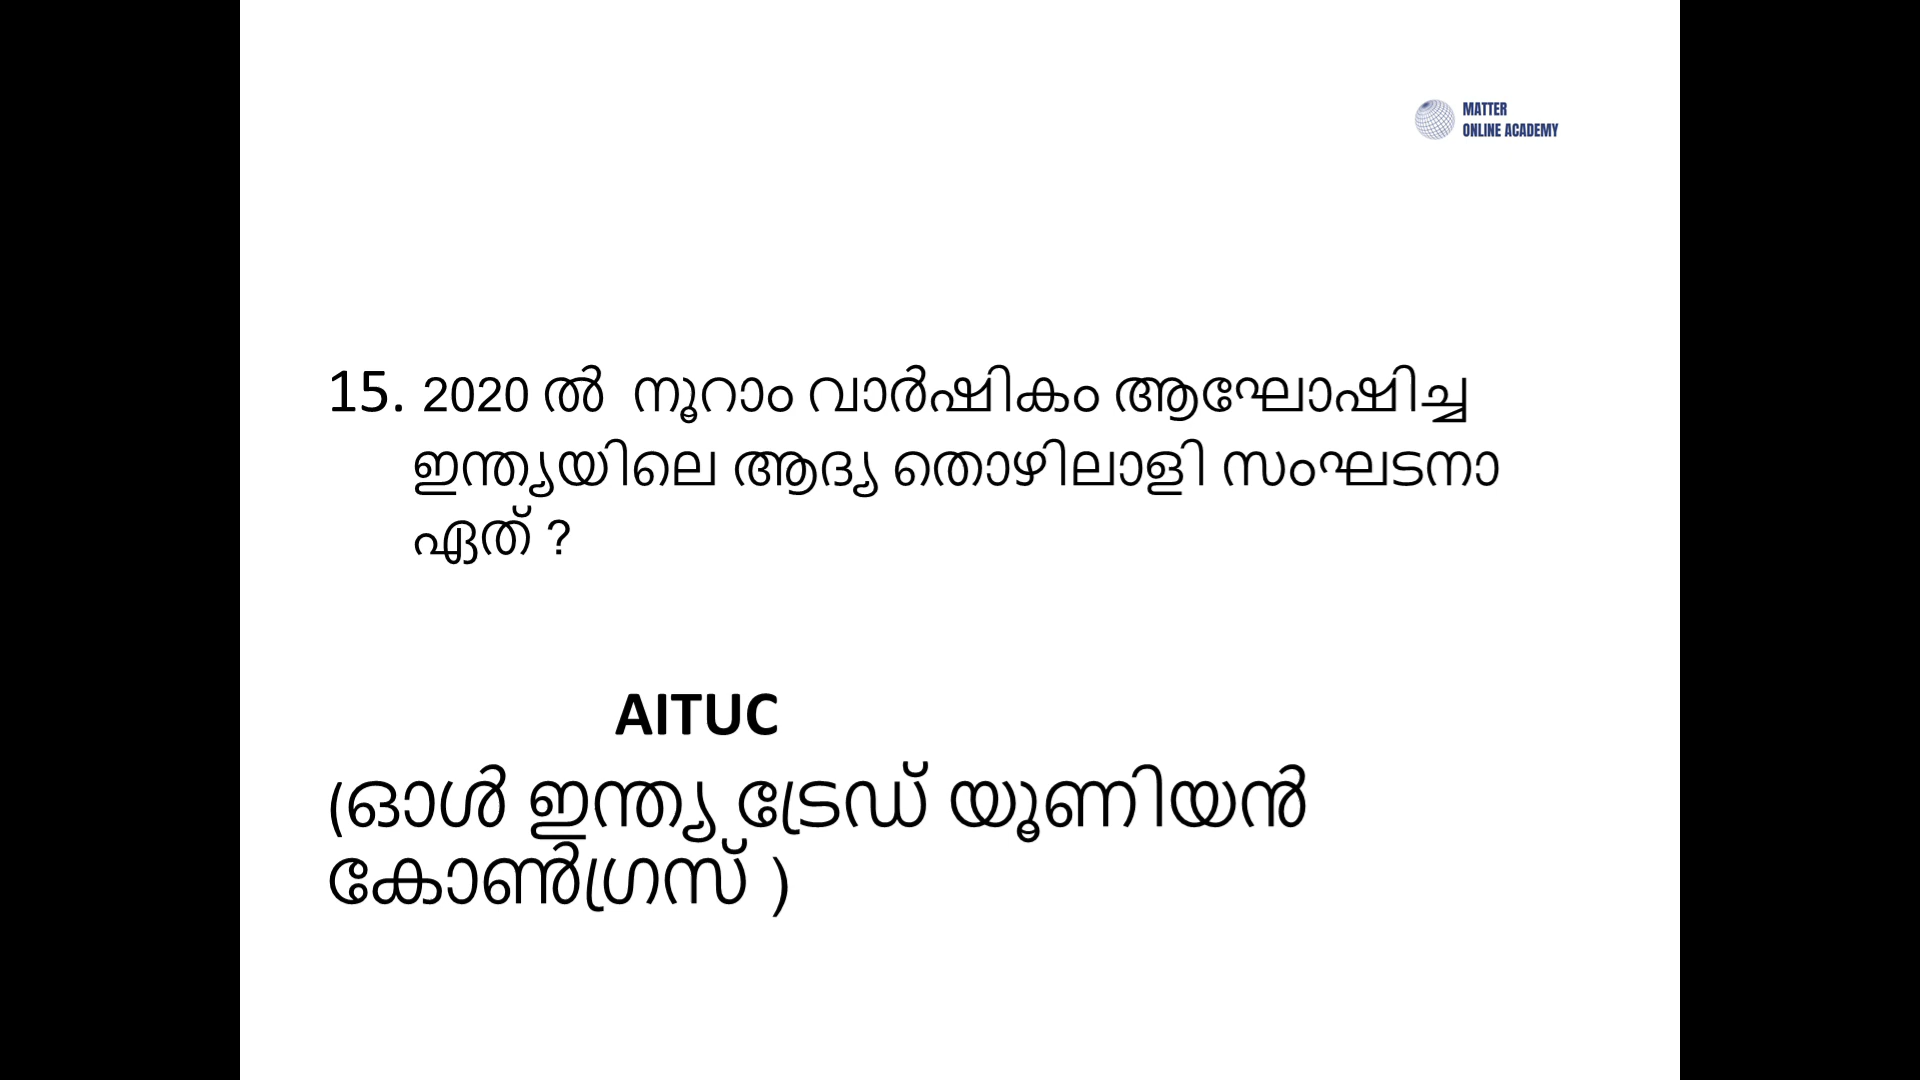 MATTER
ONLINE ACADEMY
15. 2020 ൽ നൂറാം വാർഷികം ആഘോഷിച്ച
ഇന്ത്യയിലെ ആദ്യ തൊഴിലാളി സംഘടനാ
ഏത് ?
AITUC
(ഓൾ ഇന്ത്യ ട്രേഡ് യൂണിയൻ
കോൺഗ്രസ് )